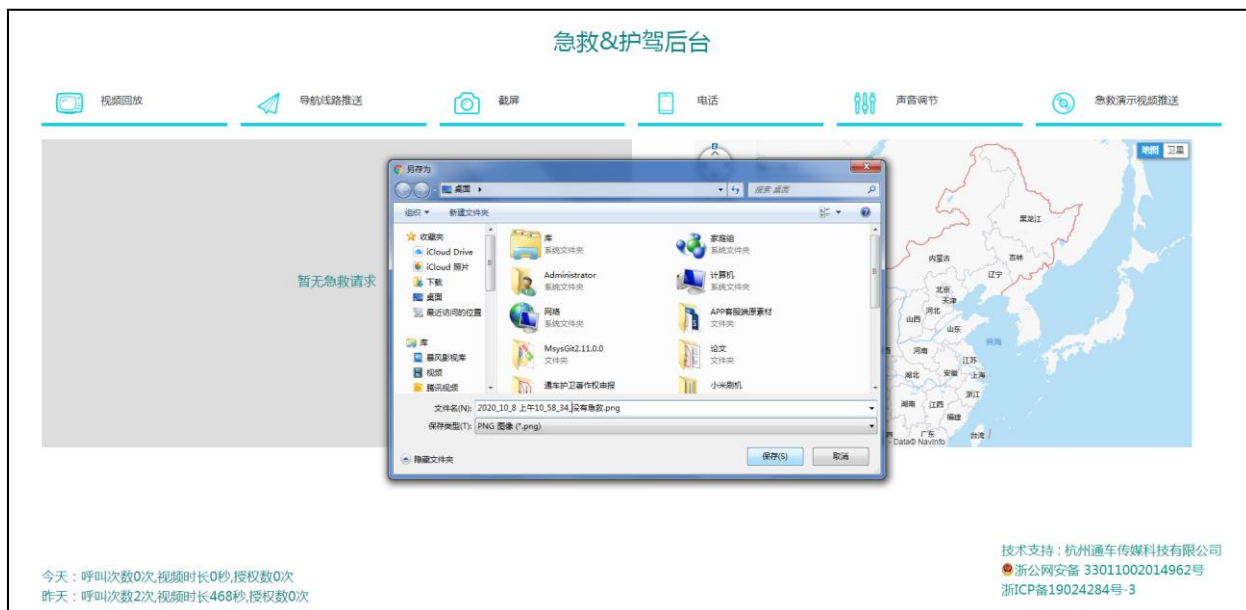 急救&护驾后台
视频回放
导航线路推送
截屏
电话
声音调节
急救演示视频推送
暂无急救请求
另存为
桌面
搜索 桌面
组织
新建文件夹
收藏夹
iCloud Drive
iCloud 照片
下载
桌面
最近访问的位置
库
暴风影视库
视频
腾讯视频
库
系统文件夹
家庭组
系统文件夹
Administrator
系统文件夹
计算机
系统文件夹
网络
系统文件夹
APP客服端原素材
文件夹
MsysGit2.11.0.0
文件夹
论文
文件夹
通车护卫著作权申报
小米刷机
文件名(N):
2020_10_8 上午10_58_34_没有急救.png
保存类型(T):
PNG 图像 (*.png)
隐藏文件夹
保存(S)
取消
地图
卫星
黑龙江
内蒙古
吉林
辽宁
北京
天津
河北
山西
山东
黄海
河南
江苏
湖北
安徽
上海
浙江
湖南
江西
福建
广东
台湾
- Data© NavInfo
今天：呼叫次数0次,视频时长0秒,授权数0次
昨天：呼叫次数2次,视频时长468秒,授权数0次
技术支持：杭州通车传媒科技有限公司
浙公网安备 33011002014962号
浙ICP备19024284号-3